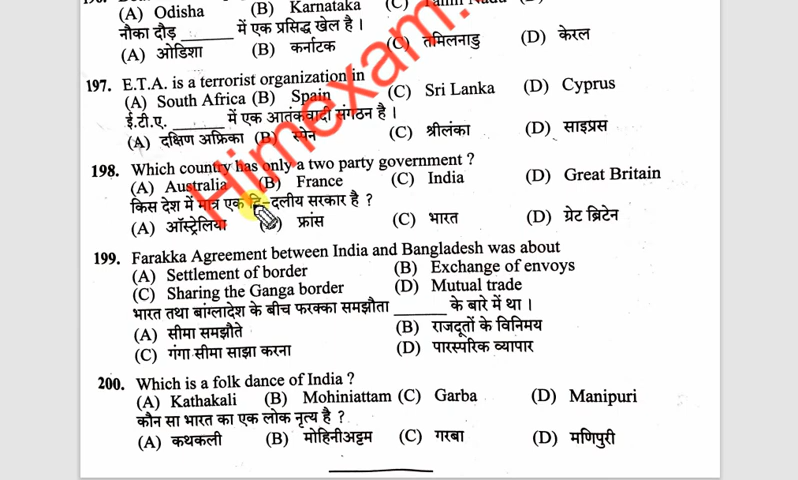 (A) Odisha (B) Karnataka (C) Tamil Nadu
नौका दौड़ ______ में एक प्रसिद्ध खेल है ।
(A) ओडिशा (B) कर्नाटक (C) तमिलनाडु (D) केरल
197. E.T.A. is a terrorist organization in
(A) South Africa (B) Spain (C) Sri Lanka (D) Cyprus
ई.टी.ए. ______ में एक आतंकवादी संगठन है ।
(A) दक्षिण अफ्रिका (B) स्पेन (C) श्रीलंका (D) साइप्रस
198. Which country has only a two party government ?
(A) Australia (B) France (C) India (D) Great Britain
किस देश में मात्र एक द्वि-दलीय सरकार है ?
(A) ऑस्ट्रेलिया (B) फ्रांस (C) भारत (D) ग्रेट ब्रिटेन
199. Farakka Agreement between India and Bangladesh was about
(A) Settlement of border (B) Exchange of envoys
(C) Sharing the Ganga border (D) Mutual trade
भारत तथा बांग्लादेश के बीच फरक्का समझौता ______ के बारे में था ।
(A) सीमा समझौते (B) राजदूतों के विनिमय
(C) गंगा सीमा साझा करना (D) पारस्परिक व्यापार
200. Which is a folk dance of India ?
(A) Kathakali (B) Mohiniattam (C) Garba (D) Manipuri
कौन सा भारत का एक लोक नृत्य है ?
(A) कथकली (B) मोहिनीअट्टम (C) गरबा (D) मणिपुरी
Himexam.